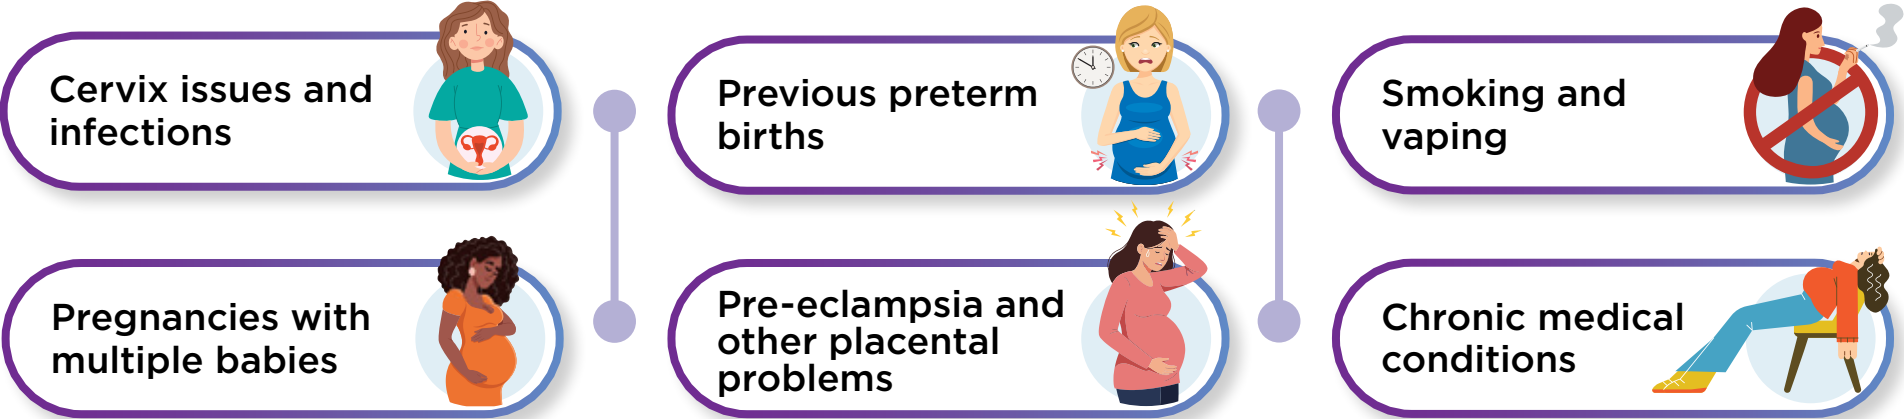 Cervix issues and
infections
Previous preterm
births
Smoking and
vaping
Pregnancies with
multiple babies
Pre-eclampsia and
other placental
problems
Chronic medical
conditions